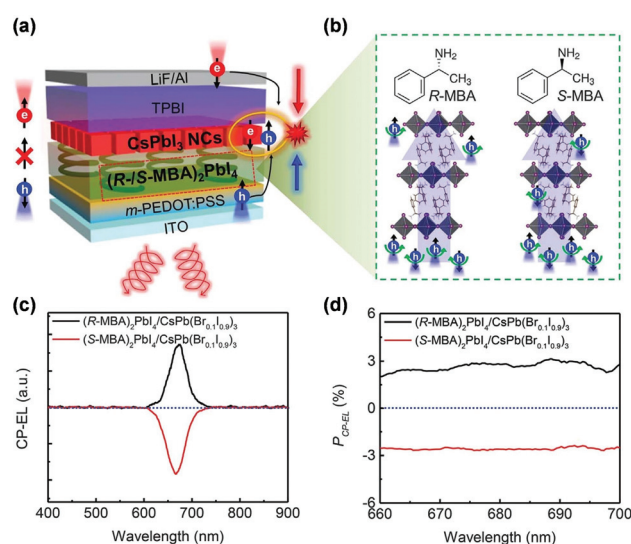 (a)
LiF/Al
TPBI
CsPbI₃ NCs
(R-/S-MBA)₂PbI₄
m-PEDOT:PSS
ITO
e
e
e
h
h
h
(b)
NH₂
CH₃
R-MBA
NH₂
CH₃
S-MBA
h
h
h
h
h
h
h
h
h
h
h
(c)
(R-MBA)₂PbI₄/CsPb(Br₀.₁I₀.₉)₃
(S-MBA)₂PbI₄/CsPb(Br₀.₁I₀.₉)₃
CP-EL (a.u.)
400 500 600 700 800 900
Wavelength (nm)
(d)
(R-MBA)₂PbI₄/CsPb(Br₀.₁I₀.₉)₃
(S-MBA)₂PbI₄/CsPb(Br₀.₁I₀.₉)₃
P_CP-EL (%)
6
3
0
-3
-6
660 670 680 690 700
Wavelength (nm)